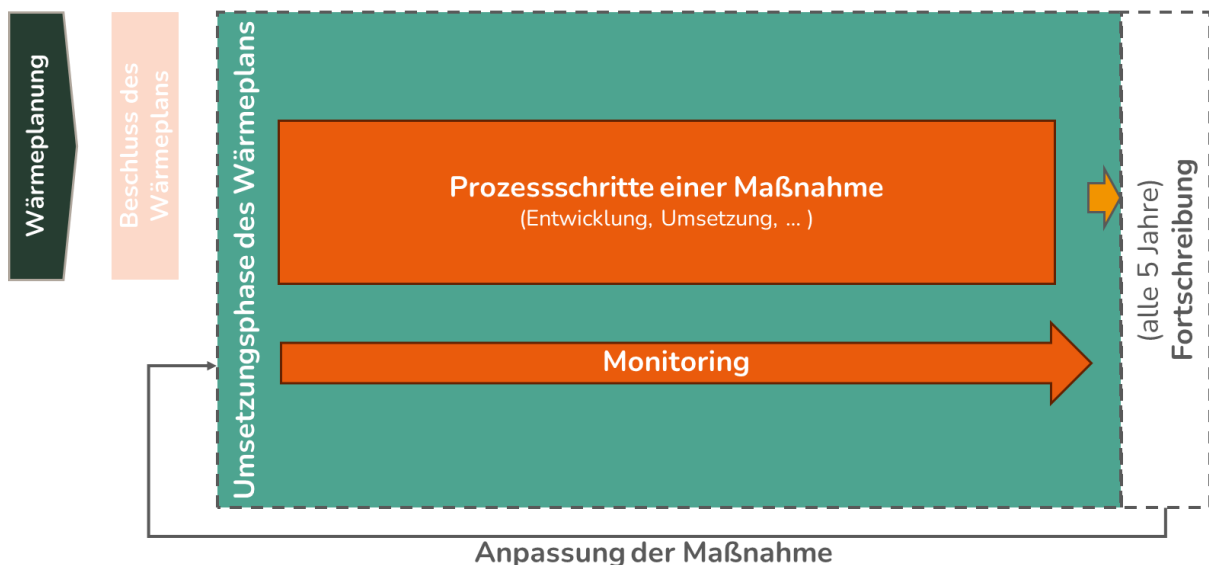 Wärmeplanung
Beschluss des
Wärmeplans
Umsetzungsphase des Wärmeplans
Prozessschritte einer Maßnahme
(Entwicklung, Umsetzung, ... )
Monitoring
(alle 5 Jahre)
Fortschreibung
Anpassung der Maßnahme